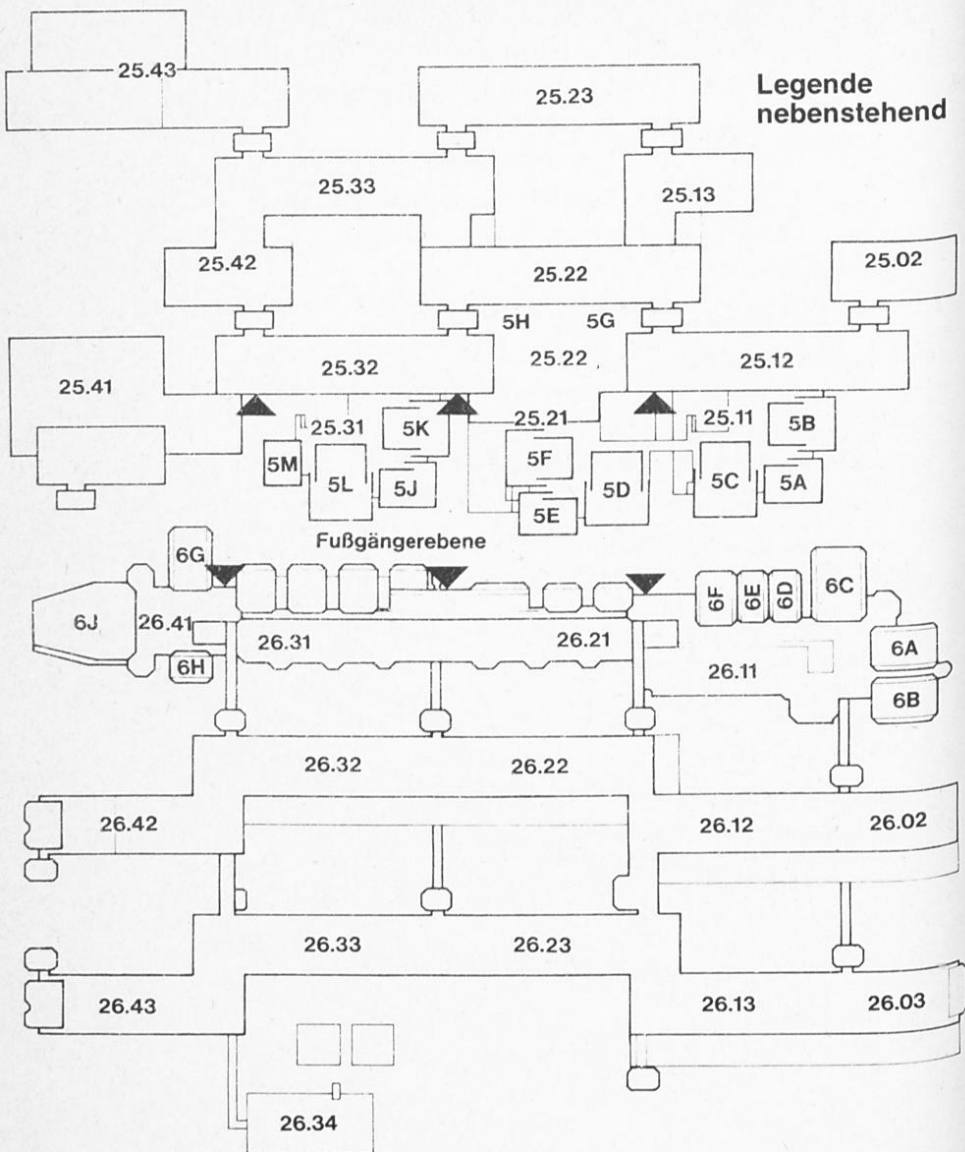 25.43
25.23
Legende
nebenstehend
25.33
25.13
25.42
25.22
25.02
5H
5G
25.32
25.22
25.12
25.41
25.31
5K
25.21
25.11
5B
5M
5F
5L
5J
5D
5C
5A
5E
Fußgängerebene
6G
6J
26.41
6H
26.31
26.21
6F
6E
6D
6C
6A
26.11
6B
26.32
26.22
26.42
26.12
26.02
26.33
26.23
26.43
26.13
26.03
26.34